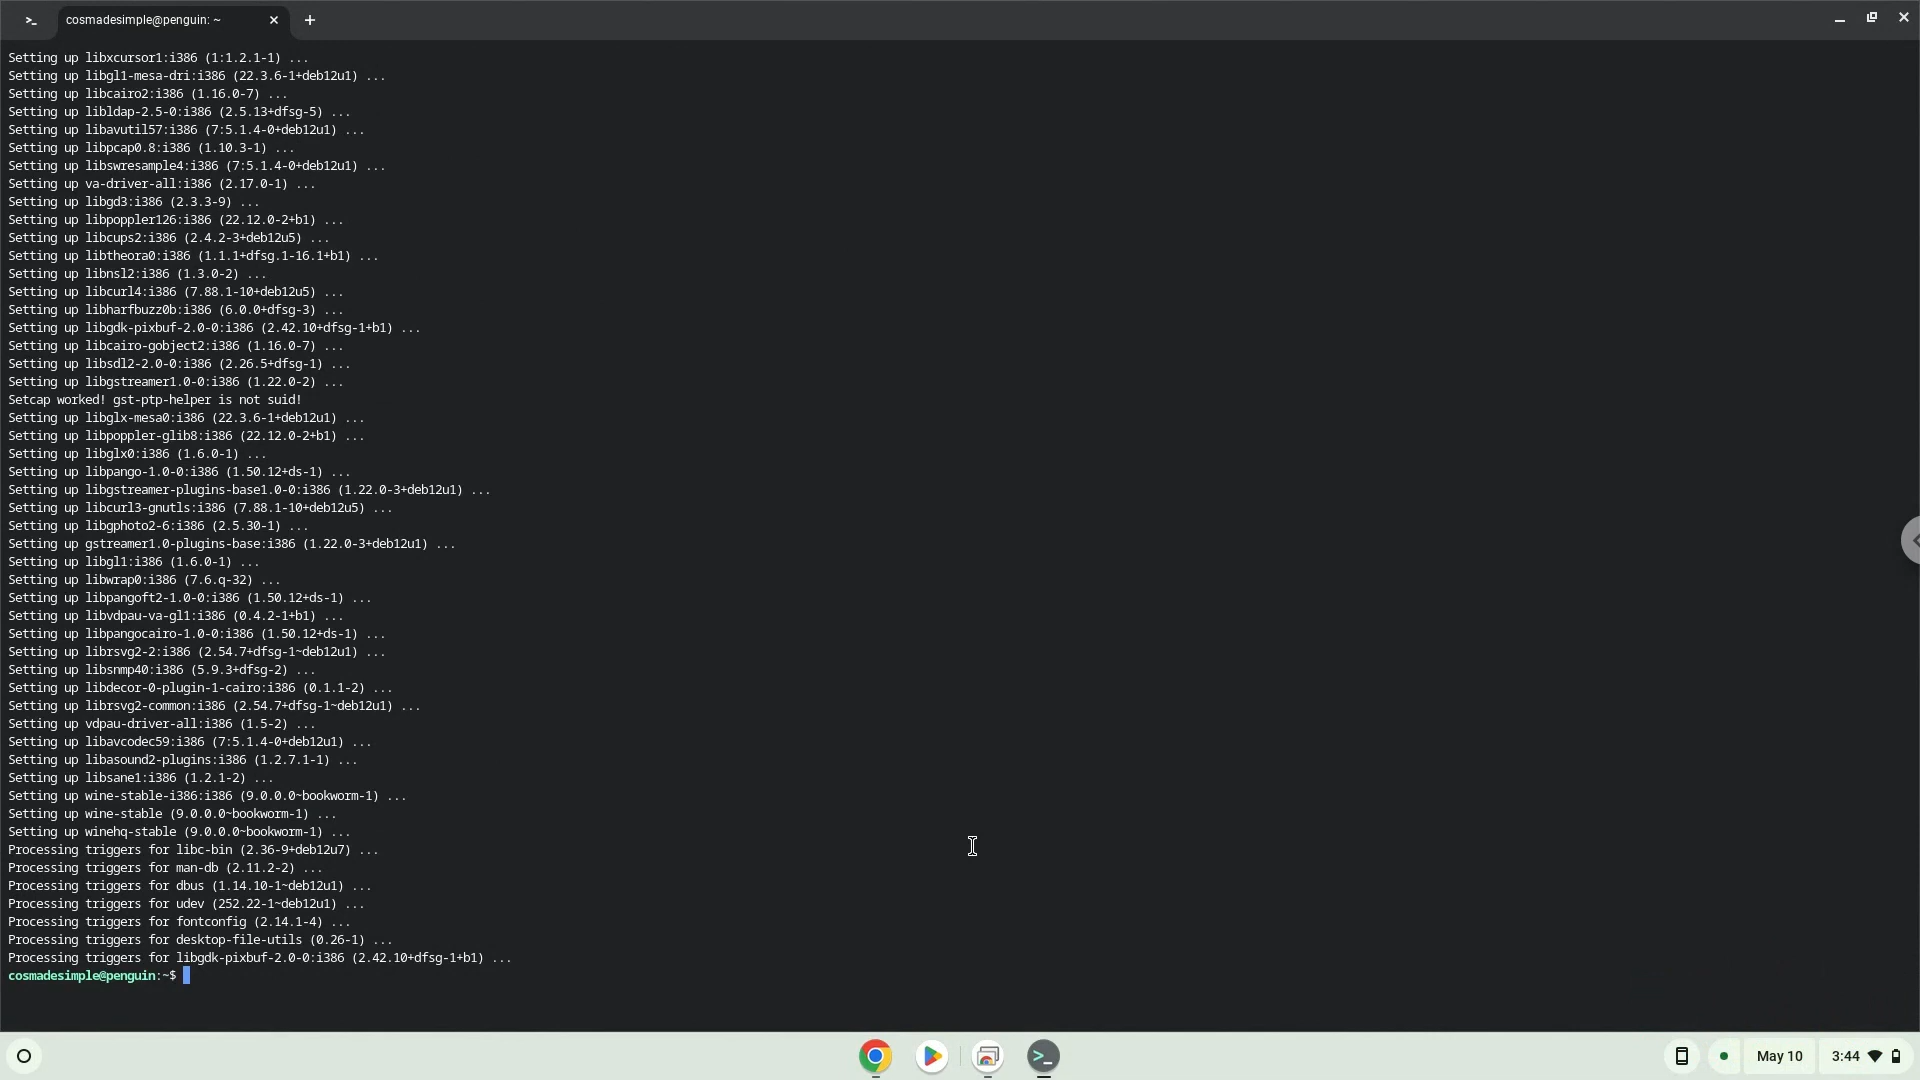 cosmadesimple@penguin: ~
Setting up libxcursor1:i386 (1:1.2.1-1) ...
Setting up libgl1-mesa-dri:i386 (22.3.6-1+deb12u1) ...
Setting up libcairo2:i386 (1.16.0-7) ...
Setting up libldap-2.5-0:i386 (2.5.13+dfsg-5) ...
Setting up libavutil57:i386 (7:5.1.4-0+deb12u1) ...
Setting up libpcap0.8:i386 (1.10.3-1) ...
Setting up libswresample4:i386 (7:5.1.4-0+deb12u1) ...
Setting up va-driver-all:i386 (2.17.0-1) ...
Setting up libgd3:i386 (2.3.3-9) ...
Setting up libpoppler126:i386 (22.12.0-2+b1) ...
Setting up libcups2:i386 (2.4.2-3+deb12u5) ...
Setting up libtheora0:i386 (1.1.1+dfsg.1-16.1+b1) ...
Setting up libnsl2:i386 (1.3.0-2) ...
Setting up libcurl4:i386 (7.88.1-10+deb12u5) ...
Setting up libharfbuzz0b:i386 (6.0.0+dfsg-3) ...
Setting up libgdk-pixbuf-2.0-0:i386 (2.42.10+dfsg-1+b1) ...
Setting up libcairo-gobject2:i386 (1.16.0-7) ...
Setting up libsdl2-2.0-0:i386 (2.26.5+dfsg-1) ...
Setting up libgstreamer1.0-0:i386 (1.22.0-2) ...
Setcap worked! gst-ptp-helper is not suid!
Setting up libglx-mesa0:i386 (22.3.6-1+deb12u1) ...
Setting up libpoppler-glib8:i386 (22.12.0-2+b1) ...
Setting up libglx0:i386 (1.6.0-1) ...
Setting up libpango-1.0-0:i386 (1.50.12+ds-1) ...
Setting up libgstreamer-plugins-base1.0-0:i386 (1.22.0-3+deb12u1) ...
Setting up libcurl3-gnutls:i386 (7.88.1-10+deb12u5) ...
Setting up libgphoto2-6:i386 (2.5.30-1) ...
Setting up gstreamer1.0-plugins-base:i386 (1.22.0-3+deb12u1) ...
Setting up libgl1:i386 (1.6.0-1) ...
Setting up libwrap0:i386 (7.6.q-32) ...
Setting up libpangoft2-1.0-0:i386 (1.50.12+ds-1) ...
Setting up libvdpau-va-gl1:i386 (0.4.2-1+b1) ...
Setting up libpangocairo-1.0-0:i386 (1.50.12+ds-1) ...
Setting up librsvg2-2:i386 (2.54.7+dfsg-1~deb12u1) ...
Setting up libsnmp40:i386 (5.9.3+dfsg-2) ...
Setting up libdecor-0-plugin-1-cairo:i386 (0.1.1-2) ...
Setting up librsvg2-common:i386 (2.54.7+dfsg-1~deb12u1) ...
Setting up vdpau-driver-all:i386 (1.5-2) ...
Setting up libavcodec59:i386 (7:5.1.4-0+deb12u1) ...
Setting up libasound2-plugins:i386 (1.2.7.1-1) ...
Setting up libsane1:i386 (1.2.1-2) ...
Setting up wine-stable-i386:i386 (9.0.0.0~bookworm-1) ...
Setting up wine-stable (9.0.0.0~bookworm-1) ...
Setting up winehq-stable (9.0.0.0~bookworm-1) ...
Processing triggers for libc-bin (2.36-9+deb12u7) ...
Processing triggers for man-db (2.11.2-2) ...
Processing triggers for dbus (1.14.10-1~deb12u1) ...
Processing triggers for udev (252.22-1~deb12u1) ...
Processing triggers for fontconfig (2.14.1-4) ...
Processing triggers for desktop-file-utils (0.26-1) ...
Processing triggers for libgdk-pixbuf-2.0-0:i386 (2.42.10+dfsg-1+b1) ...
cosmadesimple@penguin:~$
May 10
3:44